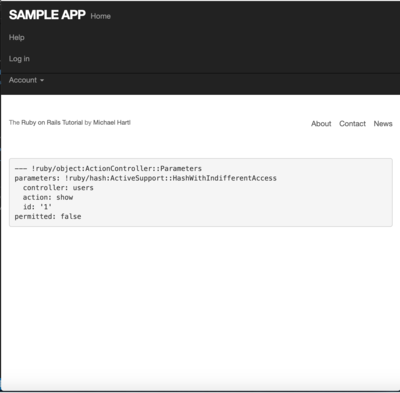 SAMPLE APP Home
Help
Log in
Account
The Ruby on Rails Tutorial by Michael Hartl
About Contact News
--- !ruby/object:ActionController::Parameters
parameters: !ruby/hash:ActiveSupport::HashWithIndifferentAccess
  controller: users
  action: show
  id: '1'
permitted: false